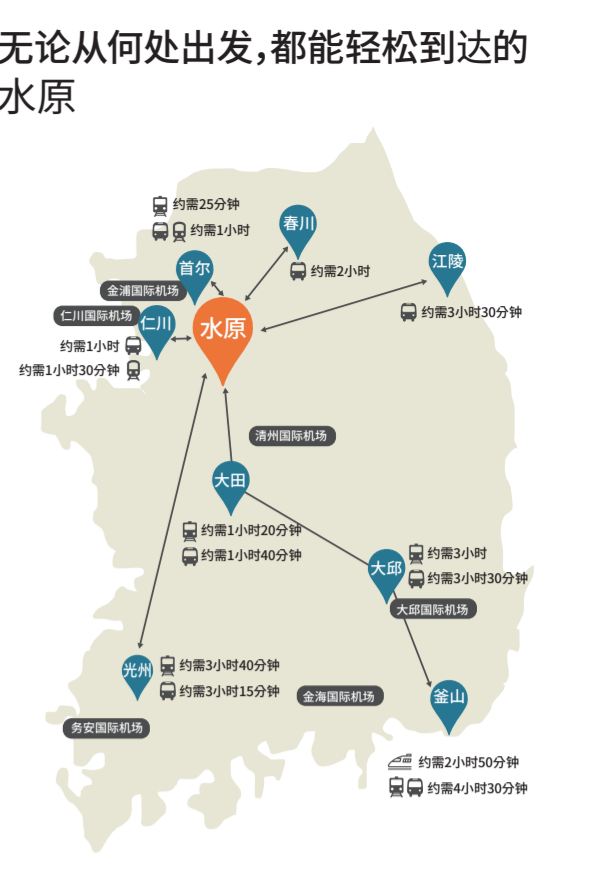 无论从何处出发,都能轻松到达的
水原
约需25分钟
约需1小时
春川
约需2小时
首尔
江陵
约需3小时30分钟
金浦国际机场
仁川国际机场
仁川
水原
约需1小时
约需1小时30分钟
清州国际机场
大田
约需1小时20分钟
约需1小时40分钟
大邱
约需3小时
约需3小时30分钟
大邱国际机场
光州
约需3小时40分钟
约需3小时15分钟
金海国际机场
釜山
务安国际机场
约需2小时50分钟
约需4小时30分钟